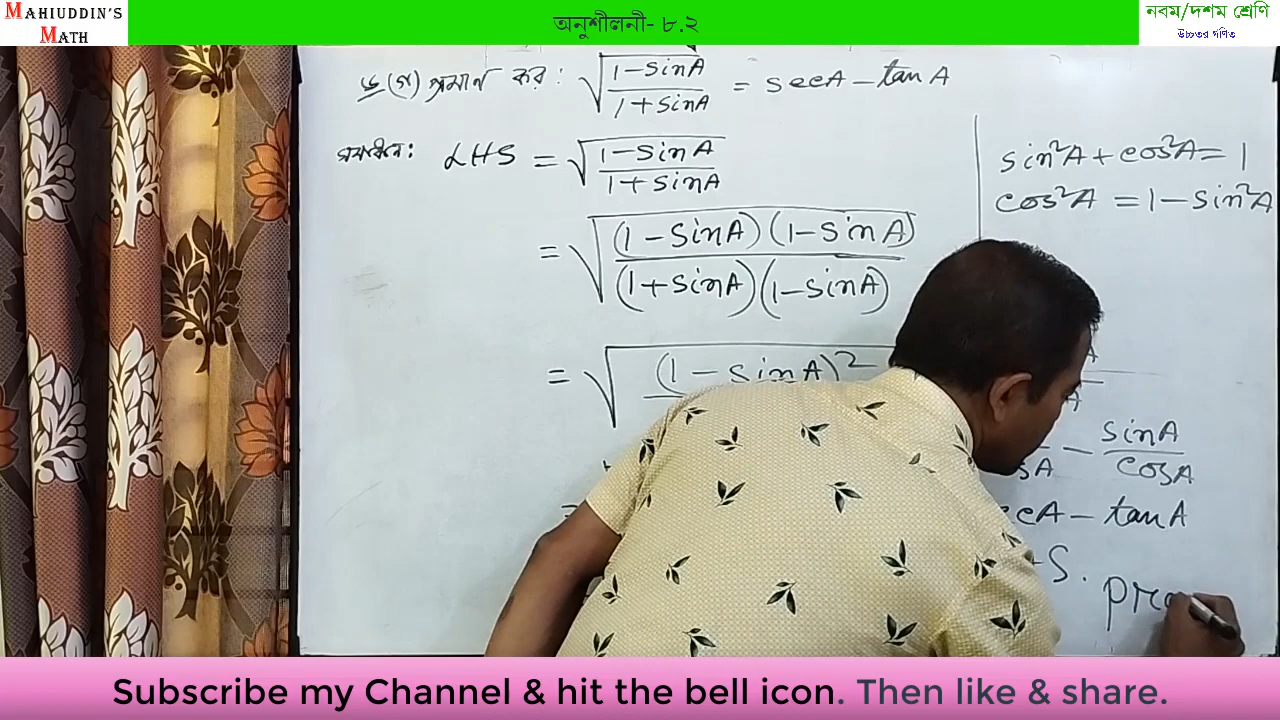 MAHIUDDIN'S
MATH
অনুশীলনী- ৮.২
নবম/দশম শ্রেণি
উচ্চতর গণিত
৬(গ) প্রমাণ কর: √((1-sinA)/(1+sinA)) = secA - tanA
সমাধান: LHS = √((1-sinA)/(1+sinA))
= √(((1-sinA)(1-sinA))/((1+sinA)(1-sinA)))
= √((1-sinA)²
sin²A + cos²A = 1
cos²A = 1 - sin²A
- sinA/cosA
ecA - tanA
S.
pro
Subscribe my Channel & hit the bell icon. Then like & share.